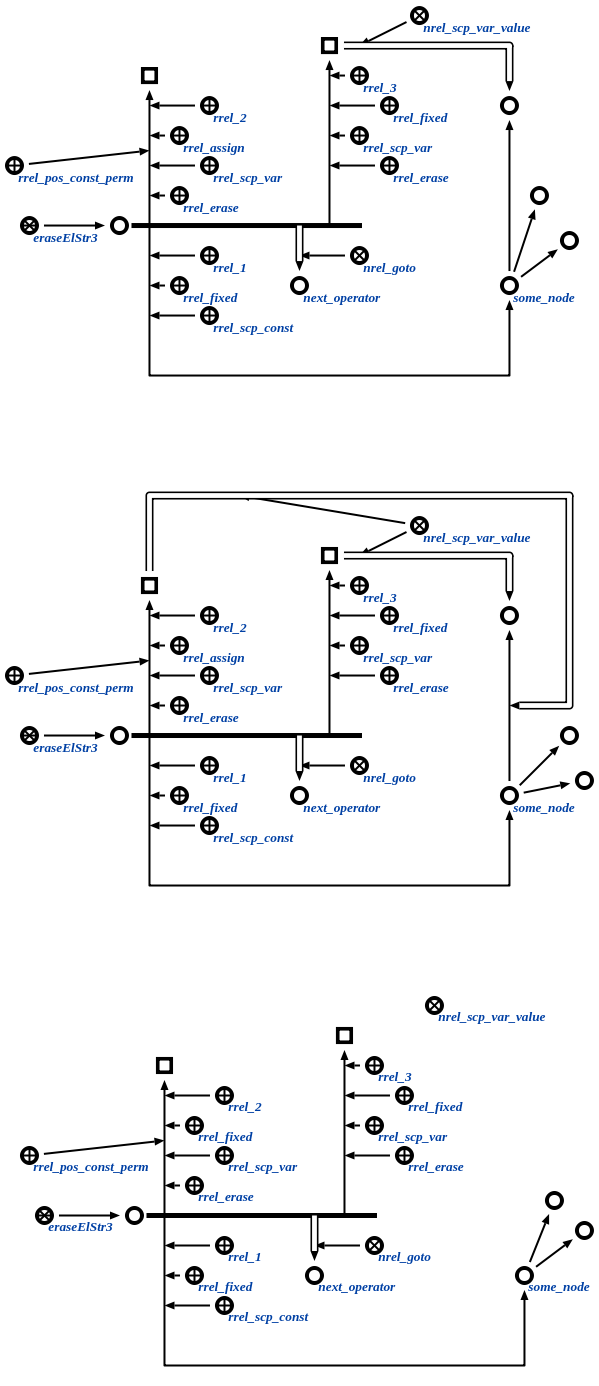 nrel_scp_var_value
rrel_3
rrel_2
rrel_fixed
rrel_assign
rrel_scp_var
rrel_pos_const_perm
rrel_scp_var
rrel_erase
rrel_erase
eraseElStr3
rrel_1
nrel_goto
rrel_fixed
next_operator
some_node
rrel_scp_const
nrel_scp_var_value
rrel_3
rrel_2
rrel_fixed
rrel_assign
rrel_scp_var
rrel_pos_const_perm
rrel_scp_var
rrel_erase
rrel_erase
eraseElStr3
rrel_1
nrel_goto
rrel_fixed
next_operator
some_node
rrel_scp_const
nrel_scp_var_value
rrel_3
rrel_2
rrel_fixed
rrel_fixed
rrel_scp_var
rrel_pos_const_perm
rrel_scp_var
rrel_erase
rrel_erase
eraseElStr3
rrel_1
nrel_goto
rrel_fixed
next_operator
some_node
rrel_scp_const